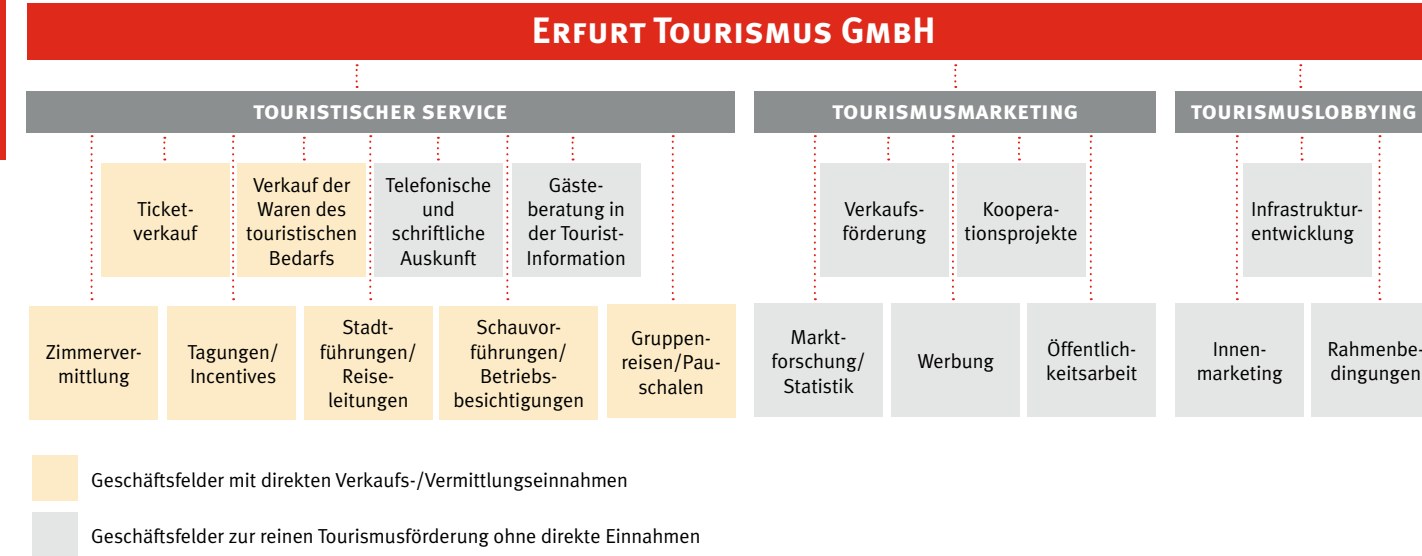 ERFURT TOURISMUS GMBH
TOURISTISCHER SERVICE
TOURISMUSMARKETING
TOURISMUSLOBBYING
Ticket-
verkauf
Verkauf der
Waren des
touristischen
Bedarfs
Telefonische
und
schriftliche
Auskunft
Gäste-
beratung in
der Tourist-
Information
Verkaufs-
förderung
Koopera-
tionsprojekte
Infrastruktur-
entwicklung
Zimmerver-
mittlung
Tagungen/
Incentives
Stadt-
führungen/
Reise-
leitungen
Schauvor-
führungen/
Betriebs-
besichtigungen
Gruppen-
reisen/Pau-
schalen
Markt-
forschung/
Statistik
Werbung
Öffentlich-
keitsarbeit
Innen-
marketing
Rahmenbe-
dingungen
Geschäftsfelder mit direkten Verkaufs-/Vermittlungseinnahmen
Geschäftsfelder zur reinen Tourismusförderung ohne direkte Einnahmen